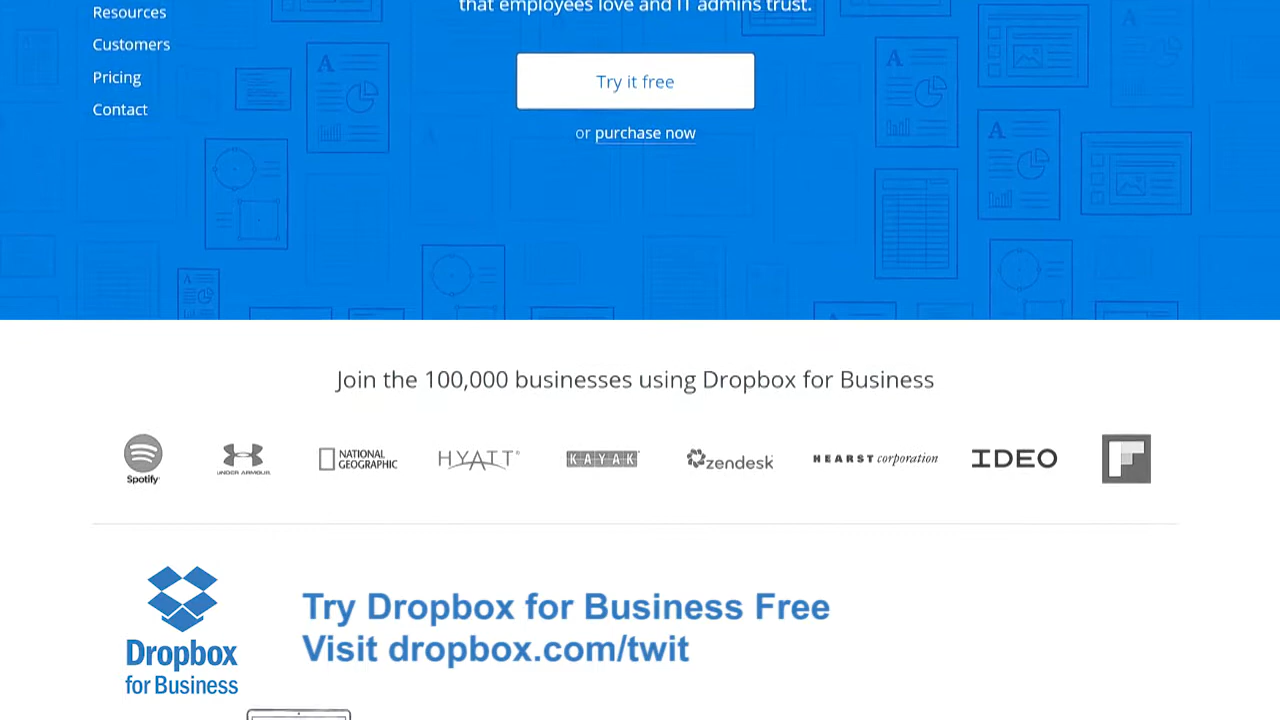 Resources
that employees love and IT admins trust.
Customers
Pricing
Try it free
Contact
or purchase now
Join the 100,000 businesses using Dropbox for Business
Spotify
UNDER ARMOUR
NATIONAL
GEOGRAPHIC
HYATT
KAYAK
zendesk
HEARST corporation
IDEO
Try Dropbox for Business Free
Visit dropbox.com/twit
Dropbox
for Business